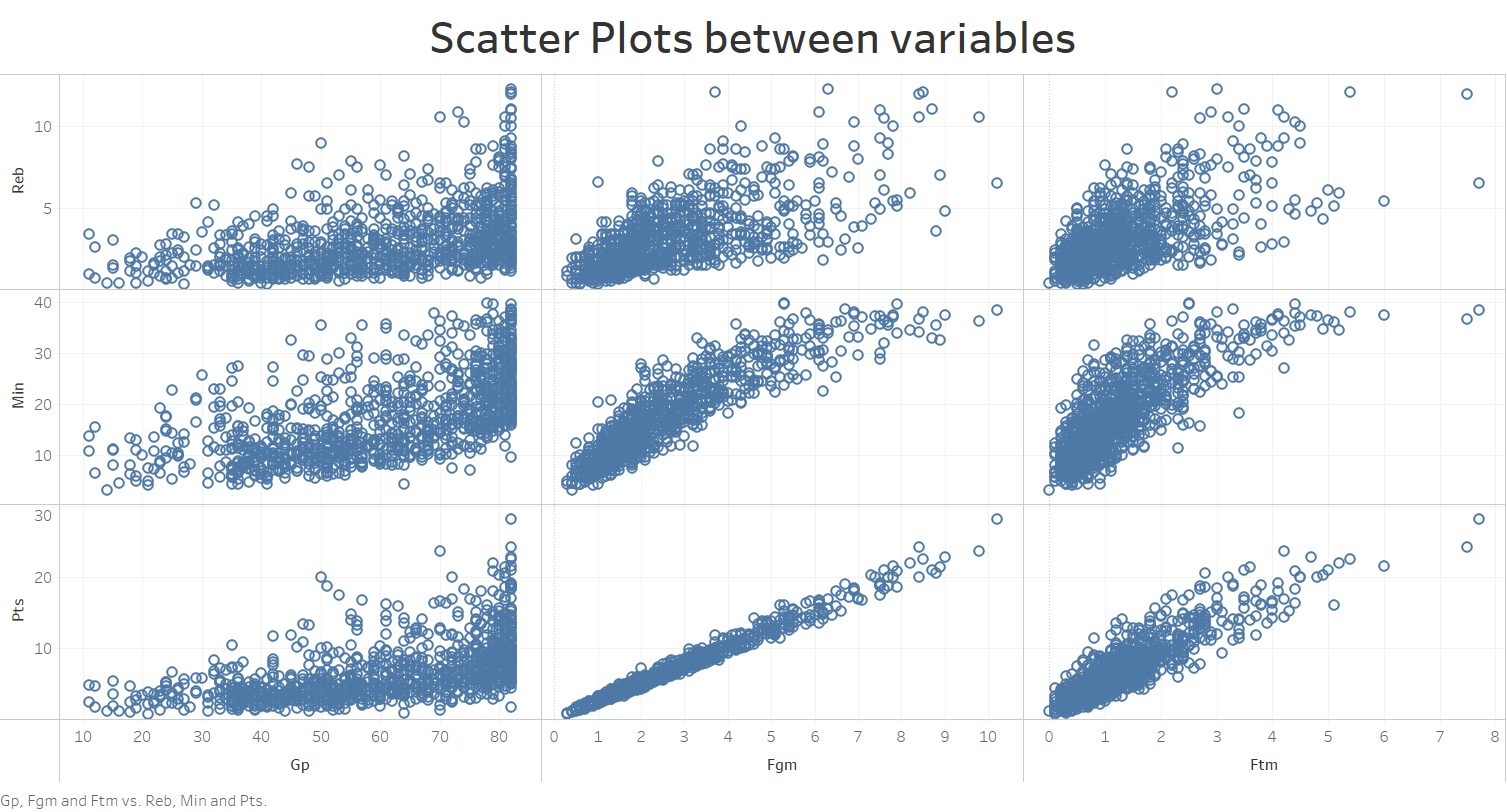 Scatter Plots between variables
Reb
10
5
Min
40
30
20
10
Pts
30
20
10
10 20 30 40 50 60 70 80
0 1 2 3 4 5 6 7 8 9 10
0 1 2 3 4 5 6 7 8
Gp
Fgm
Ftm
Gp, Fgm and Ftm vs. Reb, Min and Pts.